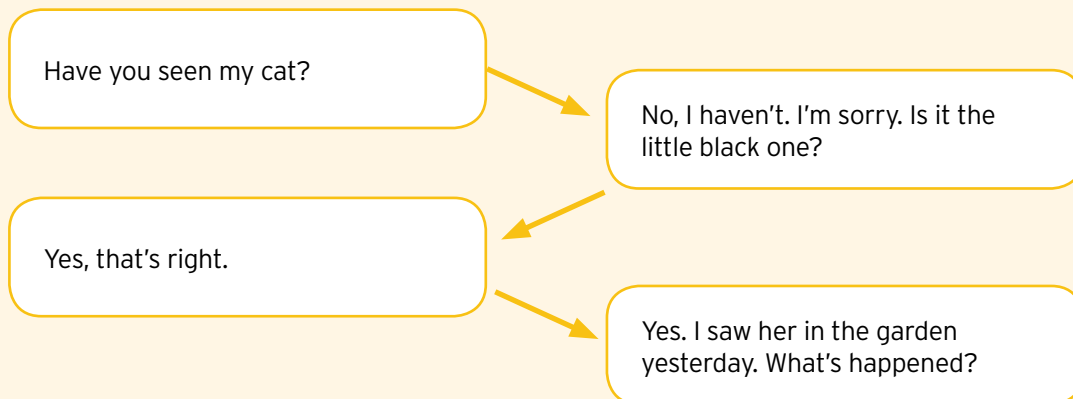 Have you seen my cat?
No, I haven't. I'm sorry. Is it the
little black one?
Yes, that's right.
Yes. I saw her in the garden
yesterday. What's happened?